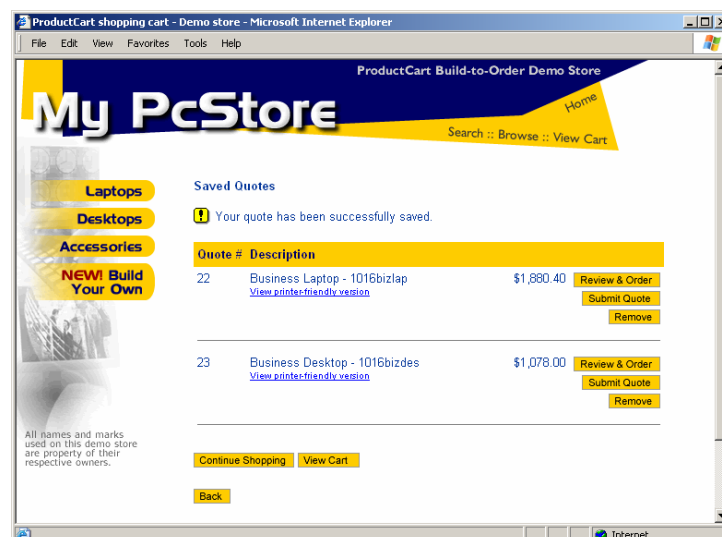 ProductCart shopping cart - Demo store - Microsoft Internet Explorer
File Edit View Favorites Tools Help
ProductCart Build-to-Order Demo Store
My PcStore
Home
Search :: Browse :: View Cart
Laptops
Desktops
Accessories
NEW! Build
Your Own
Saved Quotes
Your quote has been successfully saved.
Quote # Description
22 Business Laptop - 1016bizlap $1,880.40 Review & Order
View printer-friendly version
Submit Quote
Remove
23 Business Desktop - 1016bizdes $1,078.00 Review & Order
View printer-friendly version
Submit Quote
Remove
All names and marks
used on this demo store
are property of their
respective owners.
Continue Shopping View Cart
Back
Internet